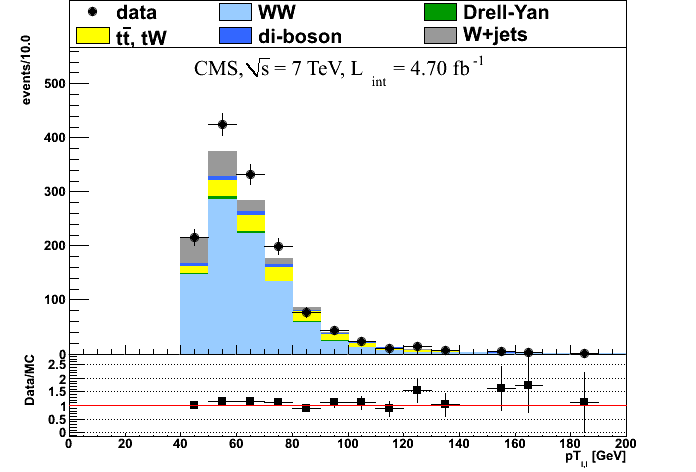 data WW Drell-Yan
tt̅, tW di-boson W+jets
CMS, √s = 7 TeV, L int = 4.70 fb⁻¹
events/10.0
500
400
300
200
100
0
Data/MC
2.5
2
1.5
1
0.5
0
0 20 40 60 80 100 120 140 160 180 200
pT l,l [GeV]